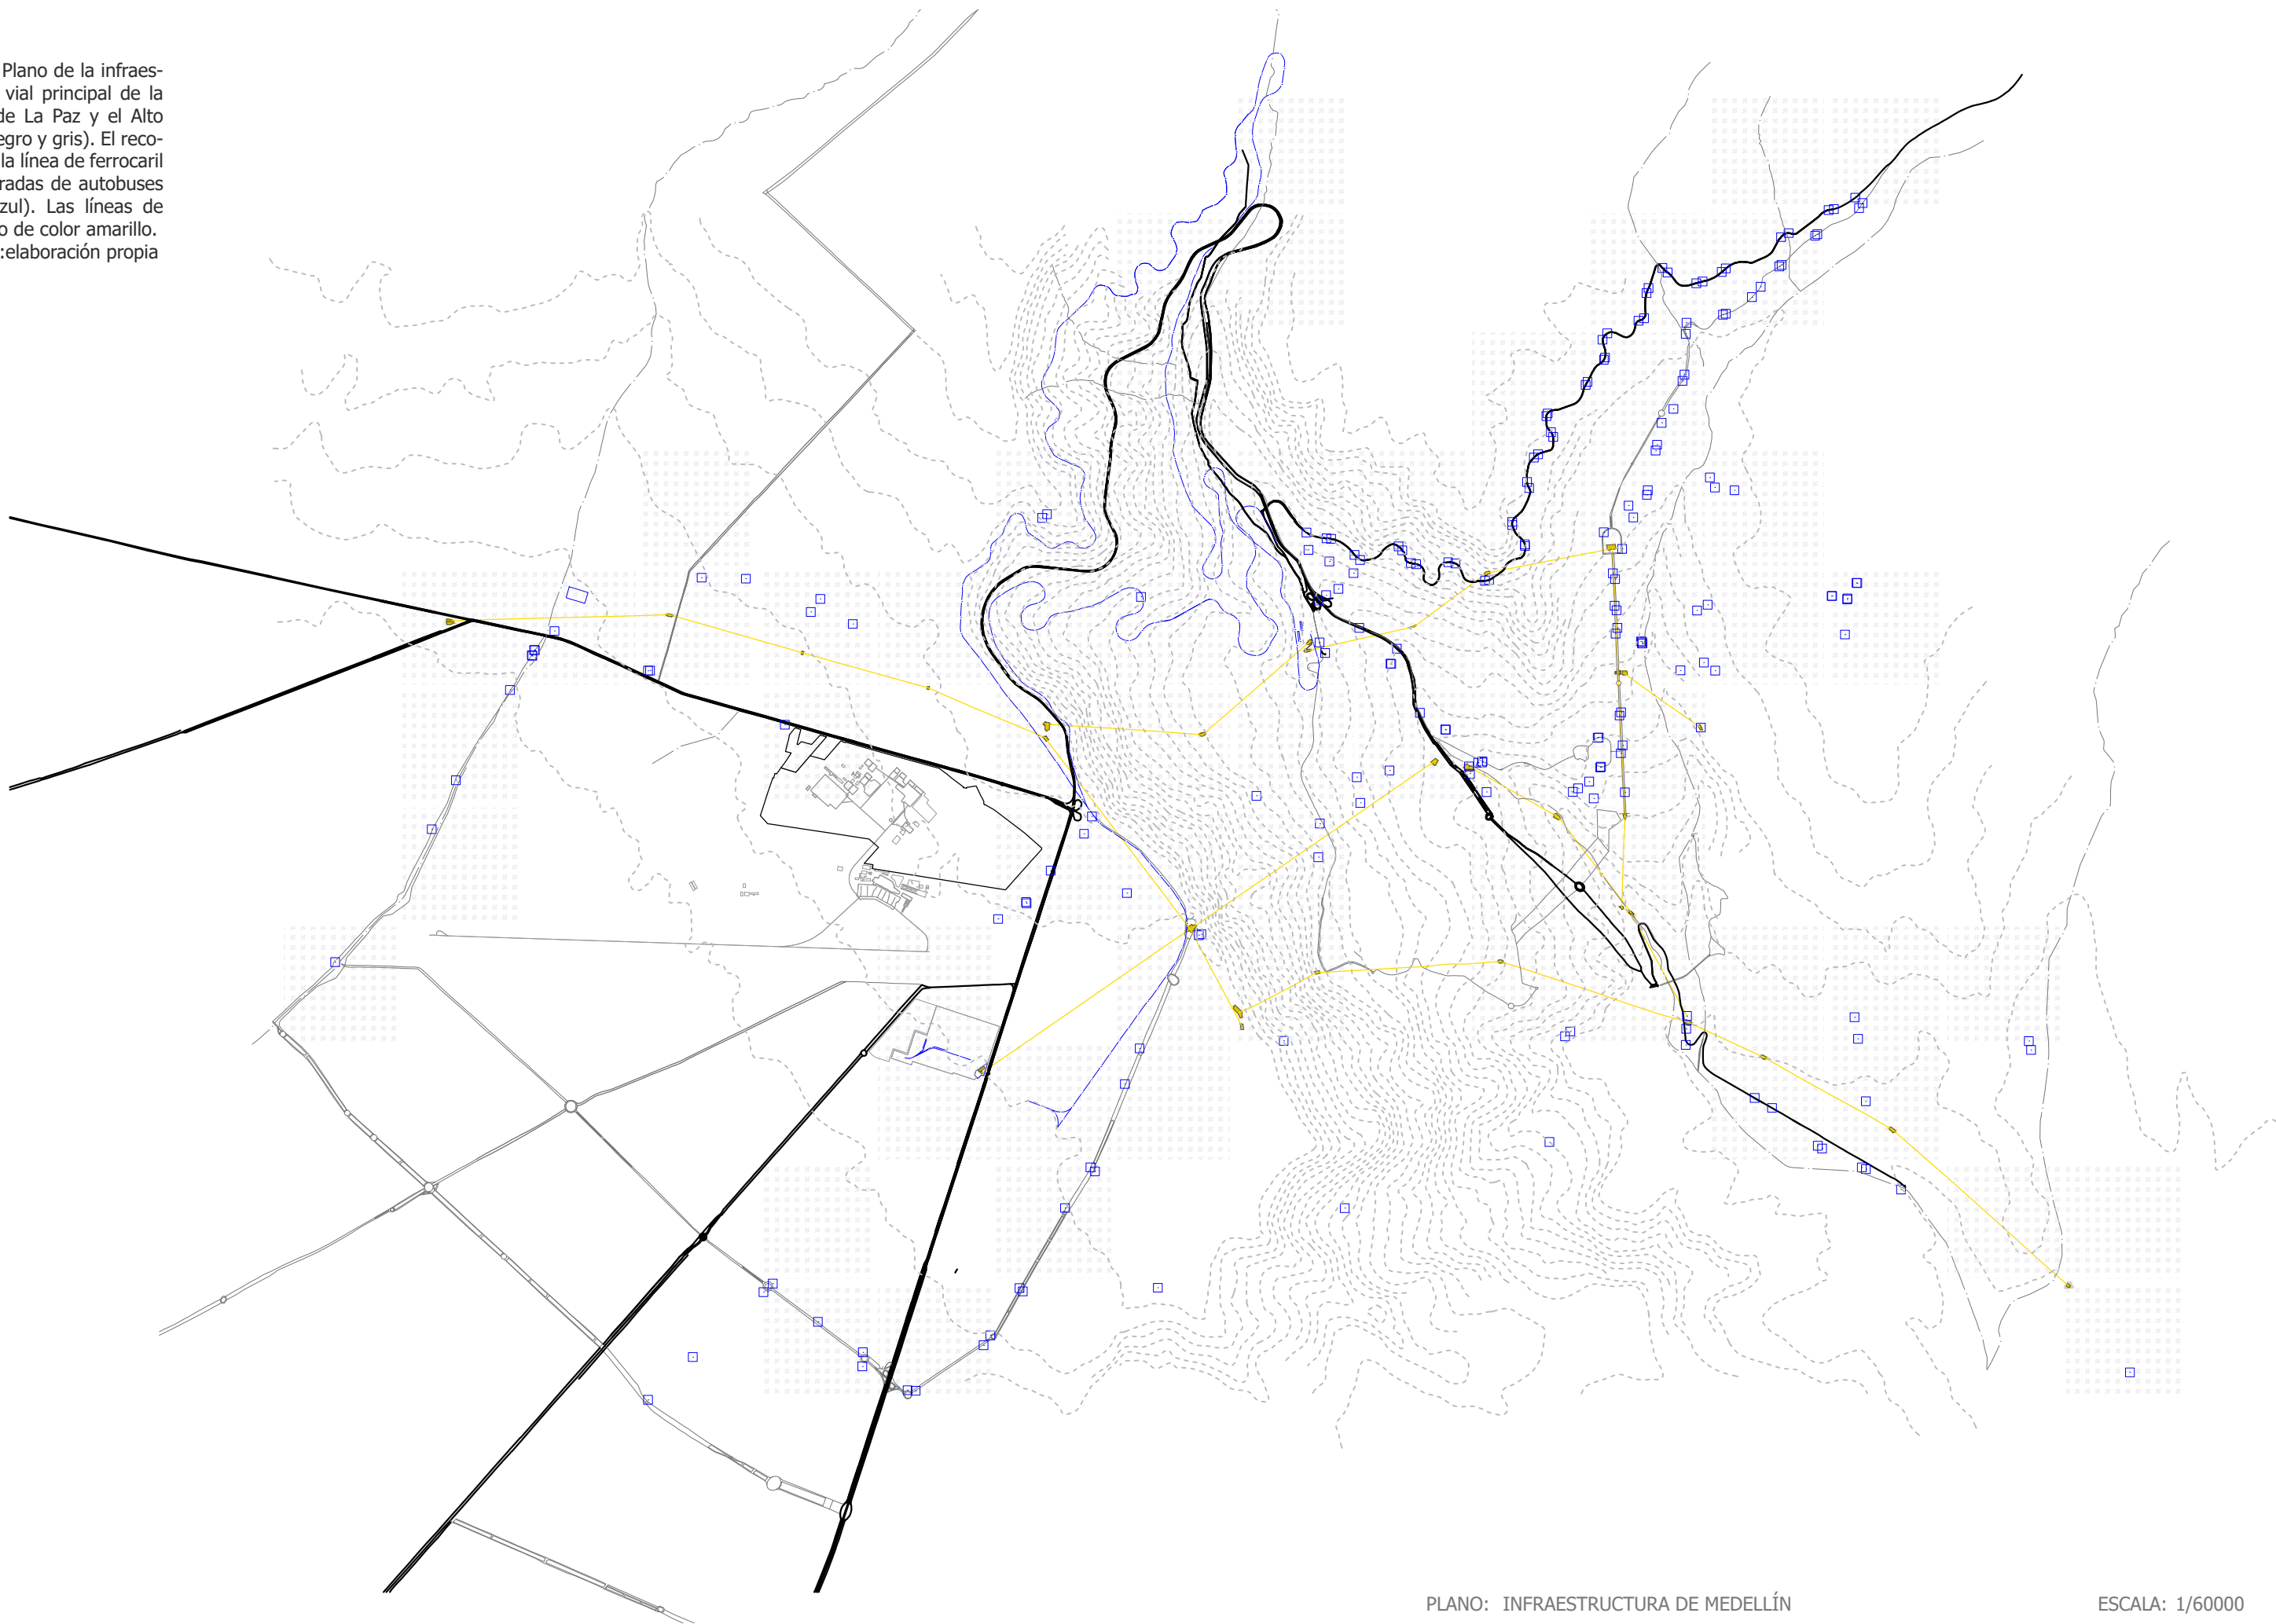 Plano de la infraes-
vial principal de la
de La Paz y el Alto
egro y gris). El reco-
la línea de ferrocaril
radas de autobuses
zul). Las líneas de
o de color amarillo.
:elaboración propia
PLANO: INFRAESTRUCTURA DE MEDELLÍN
ESCALA: 1/60000